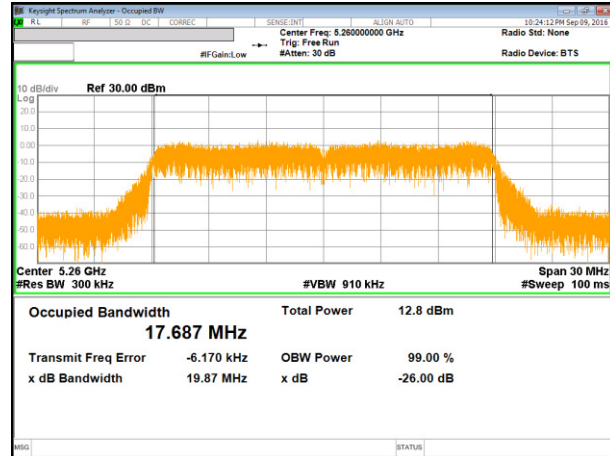 Keysight Spectrum Analyzer - Occupied BW
RL RF 50 Ω DC CORREC SENSE:INT ALIGN AUTO 10:24:12 PM Sep 09, 2016
Center Freq: 5.260000000 GHz Radio Std: None
Trig: Free Run
#IFGain:Low #Atten: 30 dB Radio Device: BTS
10 dB/div Ref 30.00 dBm
Log
20.0
10.0
0.00
-10.0
-20.0
-30.0
-40.0
-50.0
-60.0
Center 5.26 GHz Span 30 MHz
#Res BW 300 kHz #VBW 910 kHz #Sweep 100 ms
Occupied Bandwidth Total Power 12.8 dBm
17.687 MHz
Transmit Freq Error -6.170 kHz OBW Power 99.00 %
x dB Bandwidth 19.87 MHz x dB -26.00 dB
MSG STATUS